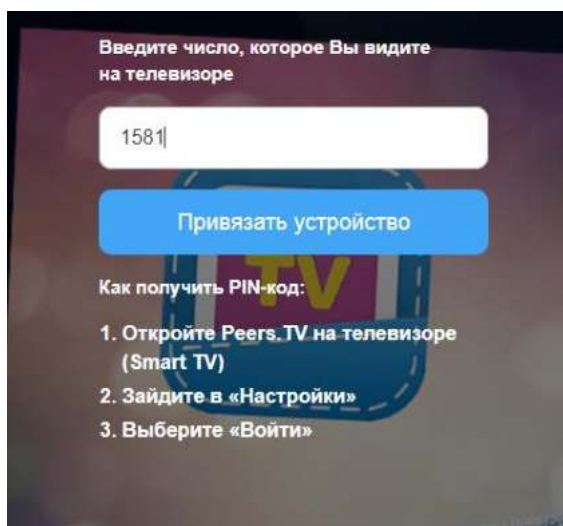 Введите число, которое Вы видите
на телевизоре
1581
Привязать устройство
TV
Как получить PIN-код:
1. Откройте Peers.TV на телевизоре
(Smart TV)
2. Зайдите в «Настройки»
3. Выберите «Войти»